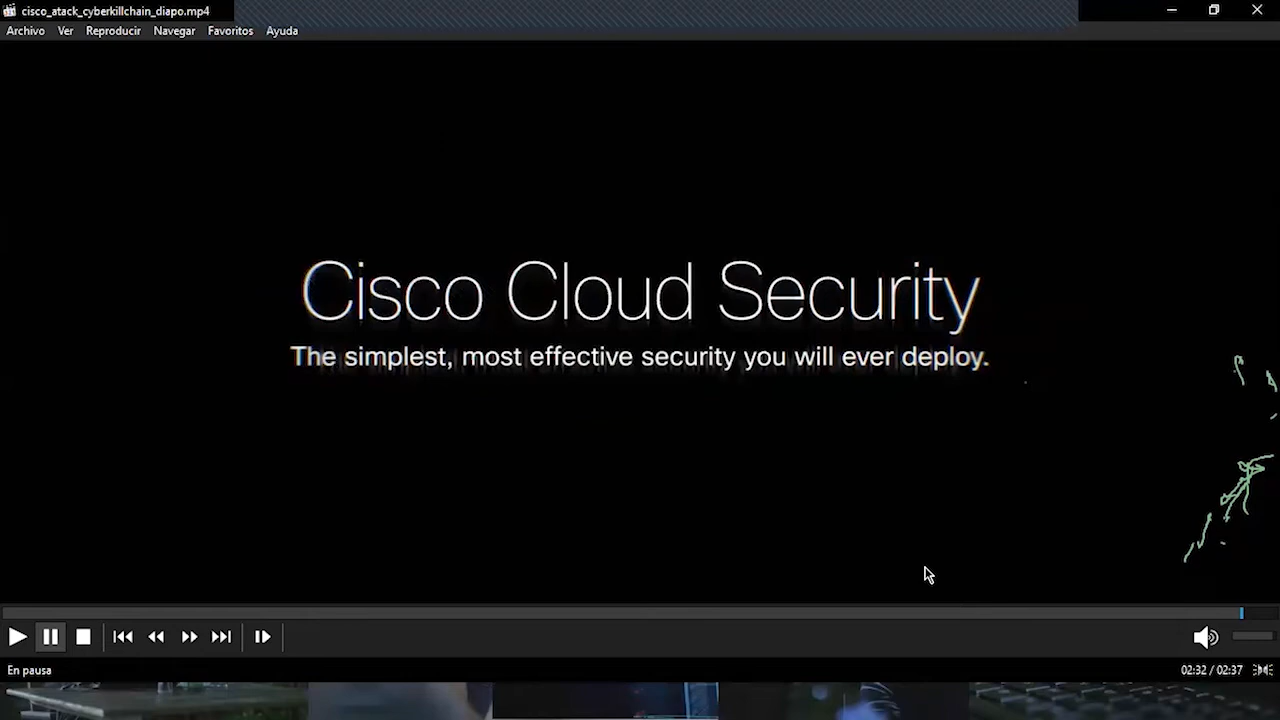 cisco_atack_cyberkillchain_diapo.mp4
Archivo Ver Reproducir Navegar Favoritos Ayuda
Cisco Cloud Security
The simplest, most effective security you will ever deploy.
En pausa
02:32 / 02:37